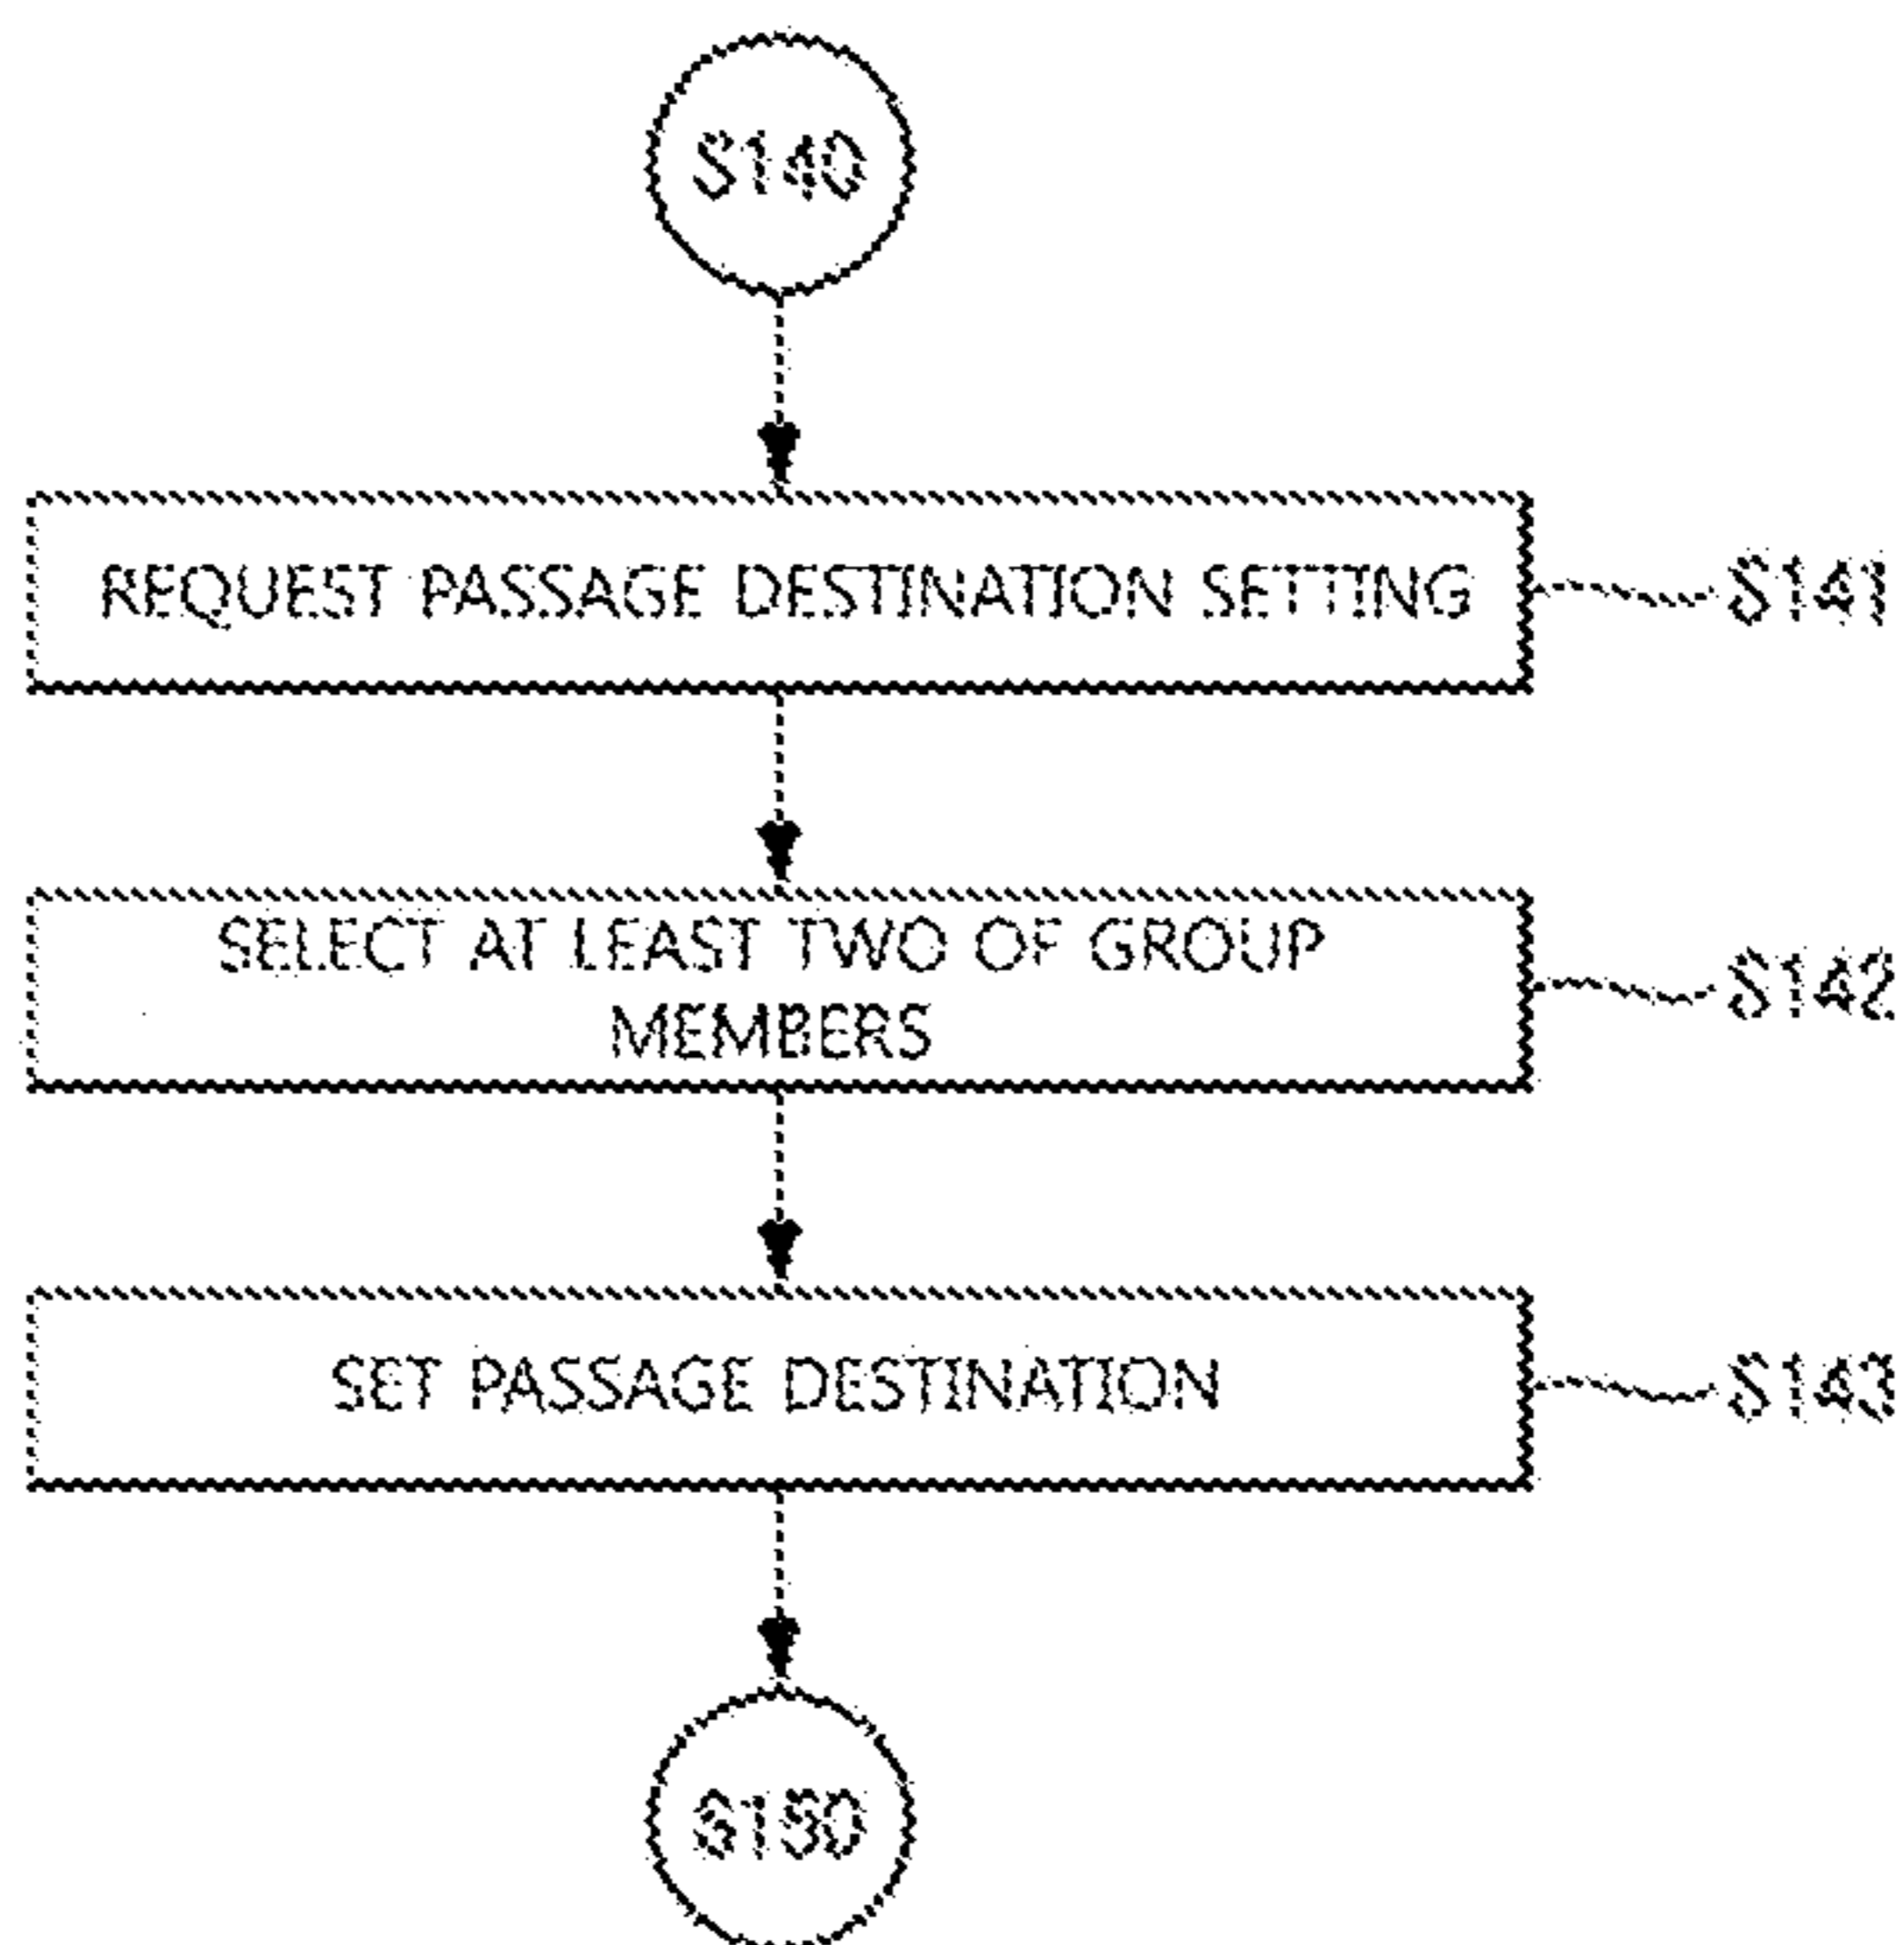 S140
REQUEST PASSAGE DESTINATION SETTING
S141
SELECT AT LEAST TWO OF GROUP
MEMBERS
S142
SET PASSAGE DESTINATION
S143
S150